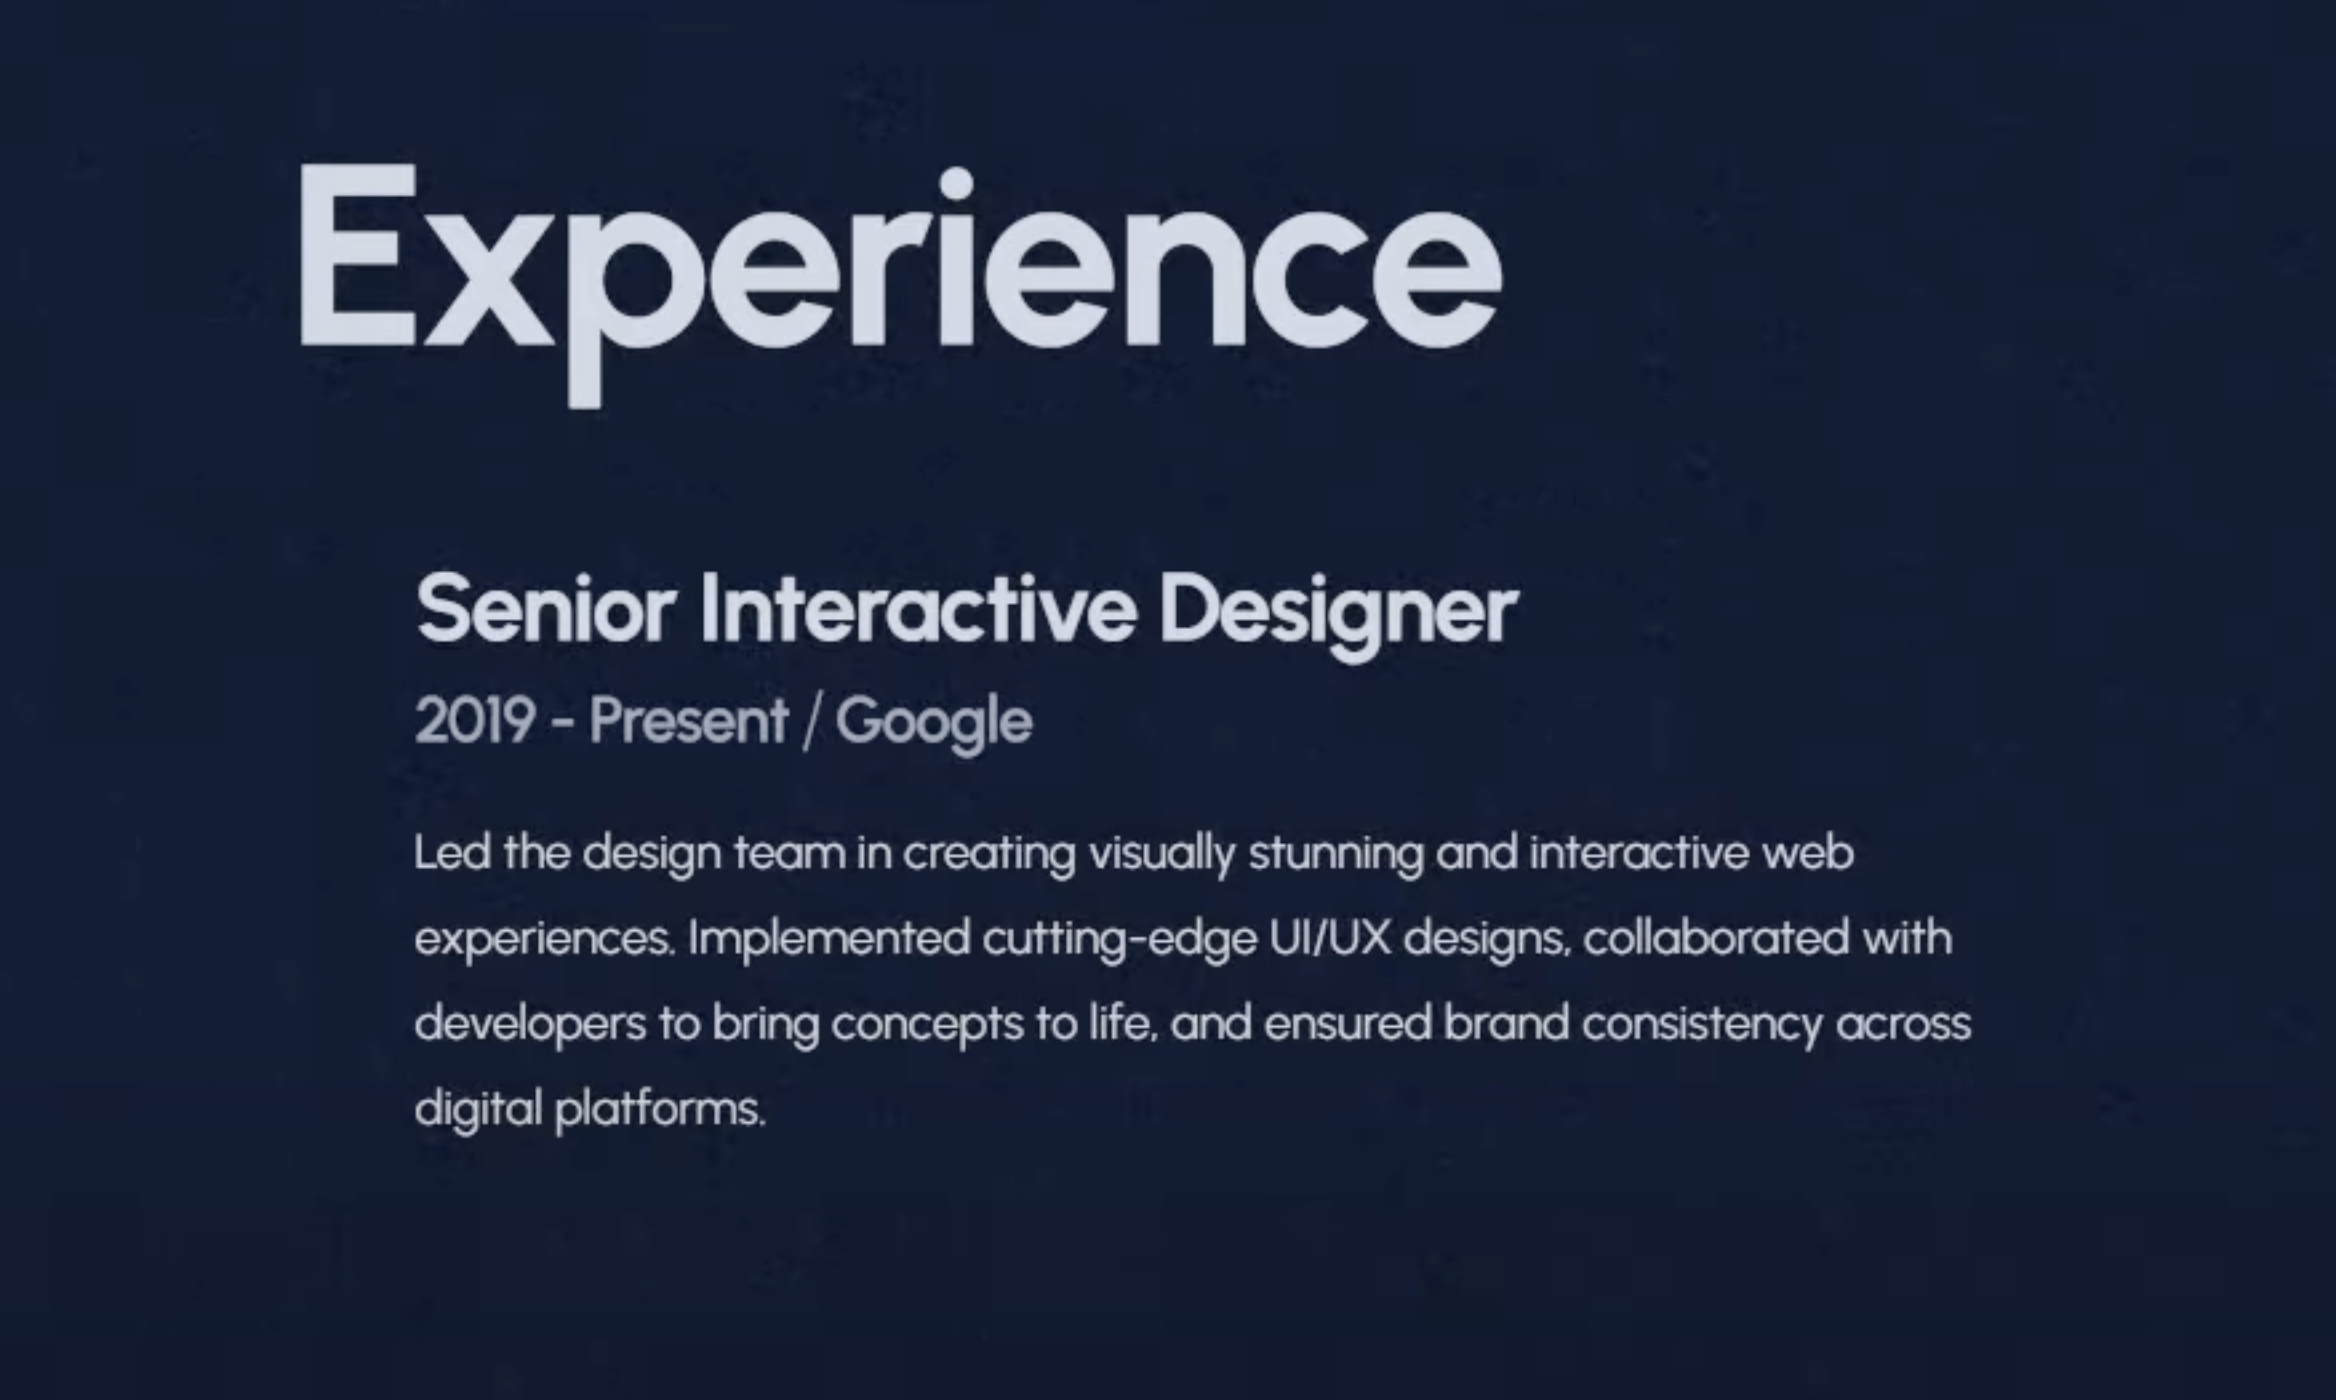 Experience
Senior Interactive Designer
2019 - Present / Google
Led the design team in creating visually stunning and interactive web
experiences. Implemented cutting-edge UI/UX designs, collaborated with
developers to bring concepts to life, and ensured brand consistency across
digital platforms.